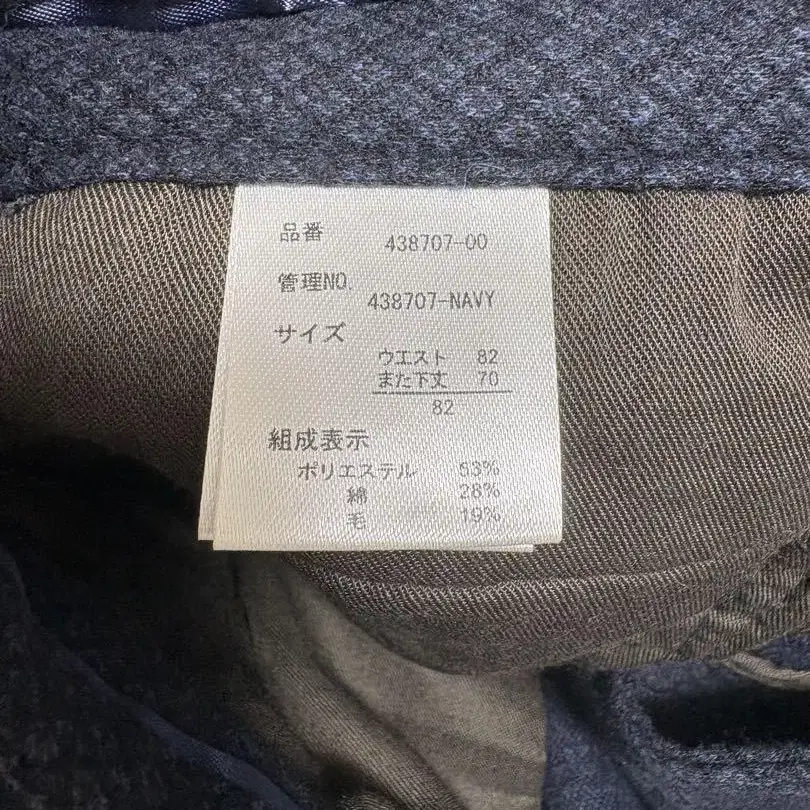 品番 438707-00
管理NO. 438707-NAVY
サイズ
ウエスト 82
また下丈 70
82
組成表示
ポリエステル 53%
綿 28%
毛 19%